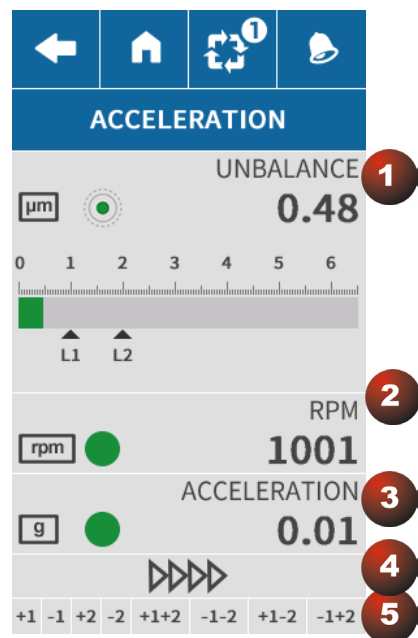 1
ACCELERATION
UNBALANCE
1
µm
0.48
0 1 2 3 4 5 6
L1 L2
2
RPM
rpm
1001
ACCELERATION
3
g
0.01
4
+1 -1 +2 -2 +1+2 -1-2 +1-2 -1+2
5